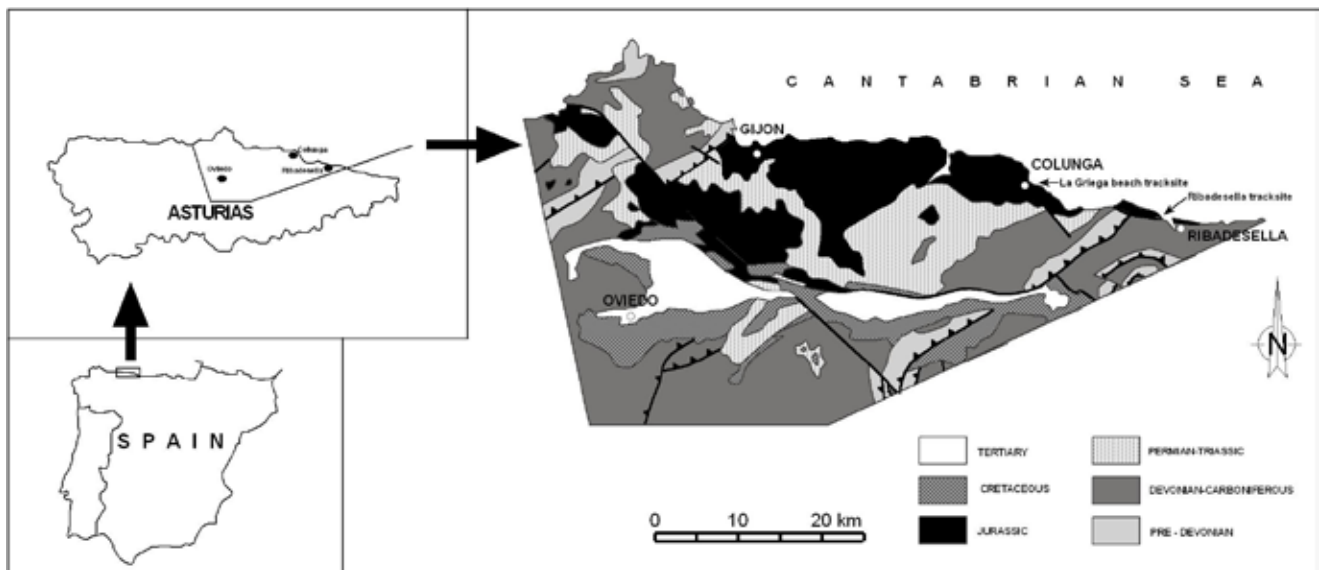 CANTABRIAN SEA
GIJON
COLUNGA
La Griega beach tracksite
Ribadesella tracksite
RIBADESELLA
OVIEDO
Colunga
Ribadesella
OVIEDO
ASTURIAS
SPAIN
N
TERTIARY
PERMIAN-TRIASSIC
CRETACEOUS
DEVONIAN-CARBONIFEROUS
JURASSIC
PRE - DEVONIAN
0 10 20 km